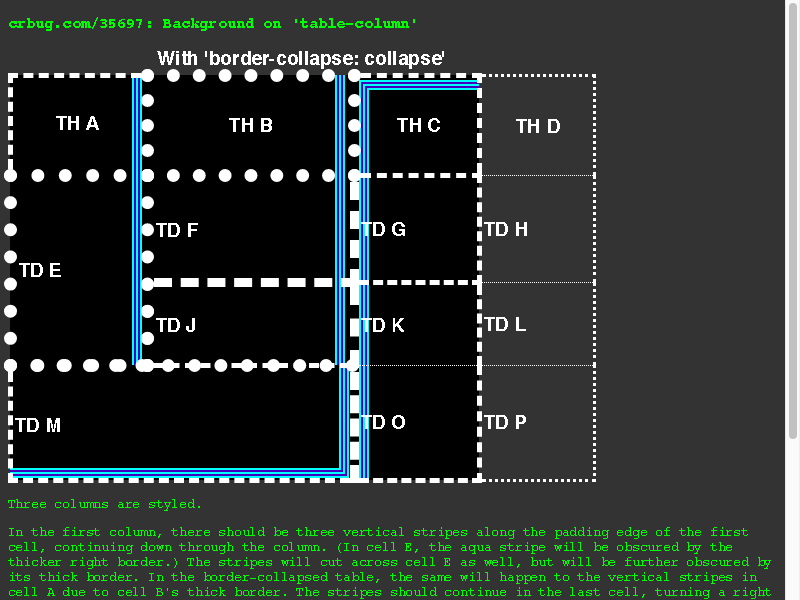 crbug.com/35697: Background on 'table-column'
With 'border-collapse: collapse'
TH A TH B TH C TH D
TD E TD F TD G TD H
TD J TD K TD L
TD M TD O TD P
Three columns are styled.
In the first column, there should be three vertical stripes along the padding edge of the first
cell, continuing down through the column. (In cell E, the aqua stripe will be obscured by the
thicker right border.) The stripes will cut across cell E as well, but will be further obscured by
its thick border. In the border-collapsed table, the same will happen to the vertical stripes in
cell A due to cell B's thick border. The stripes should continue in the last cell, turning a right